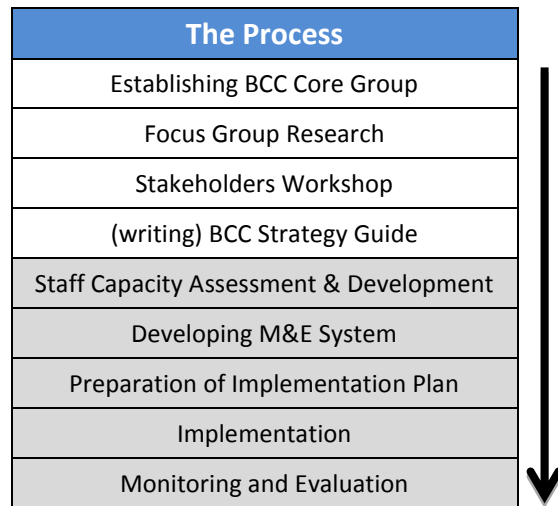 The Process
Establishing BCC Core Group
Focus Group Research
Stakeholders Workshop
(writing) BCC Strategy Guide
Staff Capacity Assessment & Development
Developing M&E System
Preparation of Implementation Plan
Implementation
Monitoring and Evaluation